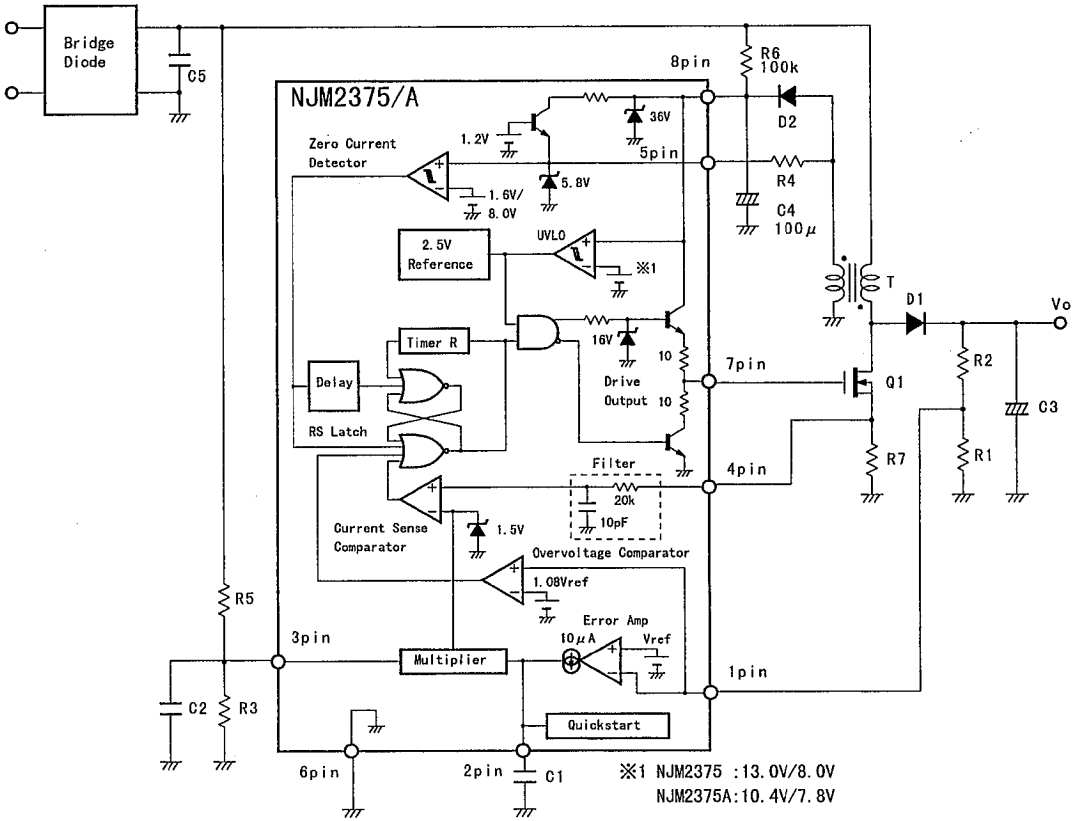 Bridge
Diode
C5
NJM2375/A
8pin
R6
100k
D2
36V
1.2V
Zero Current
Detector
5pin
R4
5.8V
1.6V/
8.0V
C4
100μ
2.5V
Reference
UVLO
※1
T
D1
Vo
Timer R
16V
10
Drive
Output
10
7pin
Q1
R2
C3
Delay
RS Latch
R7
R1
4pin
Filter
20k
10pF
Current Sense
Comparator
1.5V
Overvoltage Comparator
1.08Vref
R5
3pin
Error Amp
10μA
Vref
Multiplier
1pin
C2
R3
Quickstart
6pin
2pin
C1
※1 NJM2375 :13.0V/8.0V
NJM2375A:10.4V/7.8V